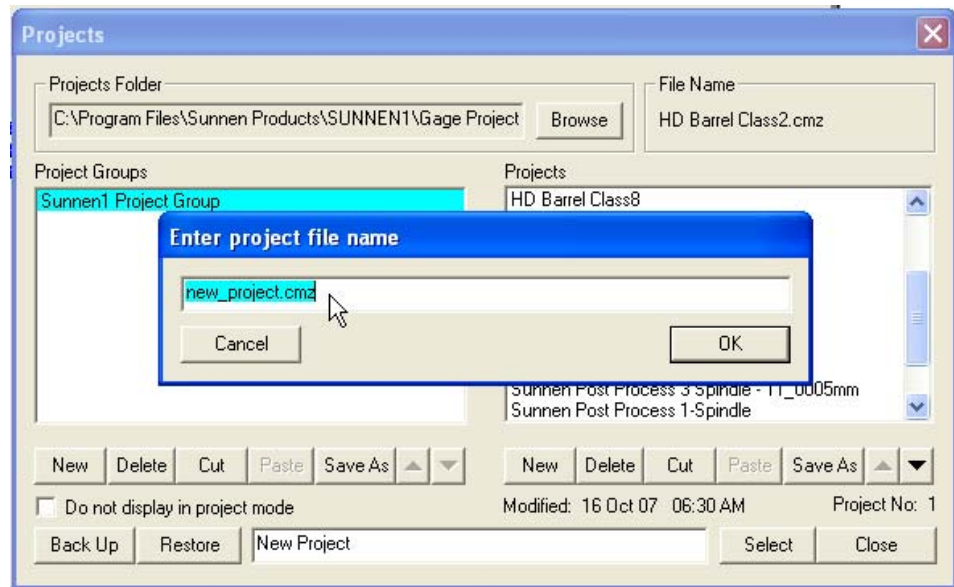 Projects
Projects Folder
C:\Program Files\Sunnen Products\SUNNEN1\Gage Project
Browse
File Name
HD Barrel Class2.cmz
Project Groups
Sunnen1 Project Group
Projects
HD Barrel Class8
Enter project file name
new_project.cmz
Cancel
OK
Sunnen Post Process 3 Spindle - 11_0005mm
Sunnen Post Process 1-Spindle
New Delete Cut Paste Save As
New Delete Cut Paste Save As
Do not display in project mode
Modified: 16 Oct 07 06:30 AM
Project No: 1
Back Up Restore New Project
Select Close